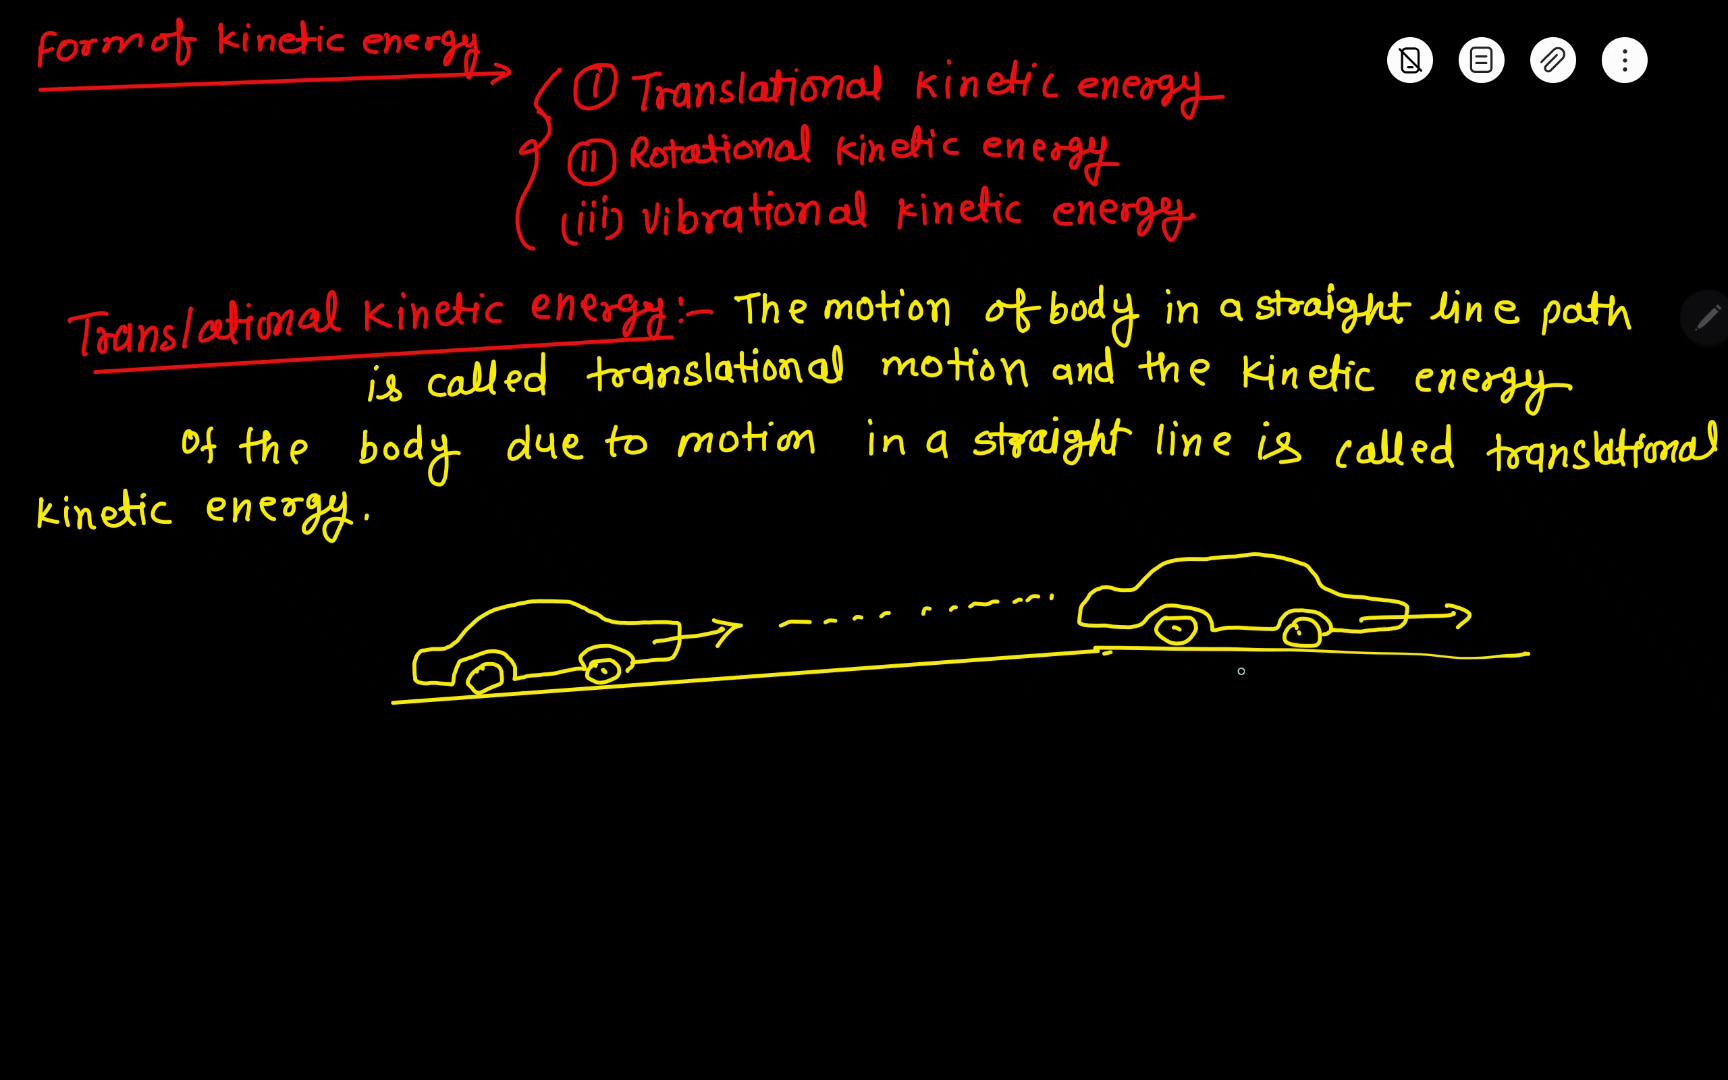 Form of kinetic energy
(i) Translational kinetic energy
(ii) Rotational kinetic energy
(iii) Vibrational kinetic energy
Translational kinetic energy :- The motion of body in a straight line path
is called translational motion and the kinetic energy
of the body due to motion in a straight line is called translational
kinetic energy.